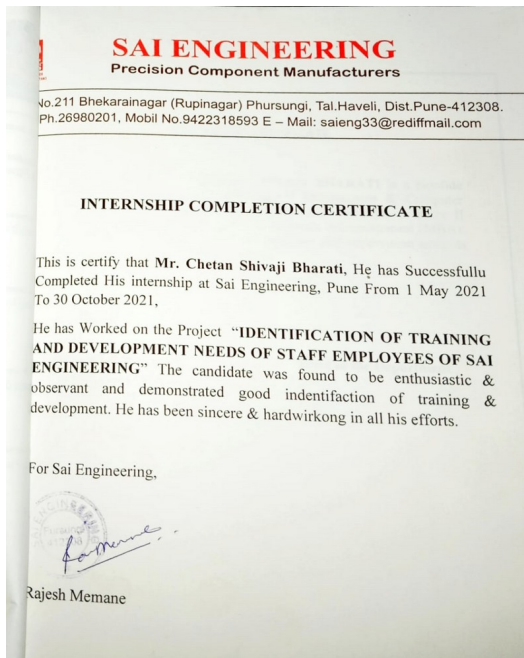 SAI ENGINEERING
Precision Component Manufacturers
No.211 Bhekarainagar (Rupinagar) Phursungi, Tal.Haveli, Dist.Pune-412308.
Ph.26980201, Mobil No.9422318593 E – Mail: saieng33@rediffmail.com
INTERNSHIP COMPLETION CERTIFICATE
This is certify that Mr. Chetan Shivaji Bharati, He has Successfullu
Completed His internship at Sai Engineering, Pune From 1 May 2021
To 30 October 2021,
He has Worked on the Project “IDENTIFICATION OF TRAINING
AND DEVELOPMENT NEEDS OF STAFF EMPLOYEES OF SAI
ENGINEERING” The candidate was found to be enthusiastic &
observant and demonstrated good indentifaction of training &
development. He has been sincere & hardwirkong in all his efforts.
For Sai Engineering,
Rajesh Memane